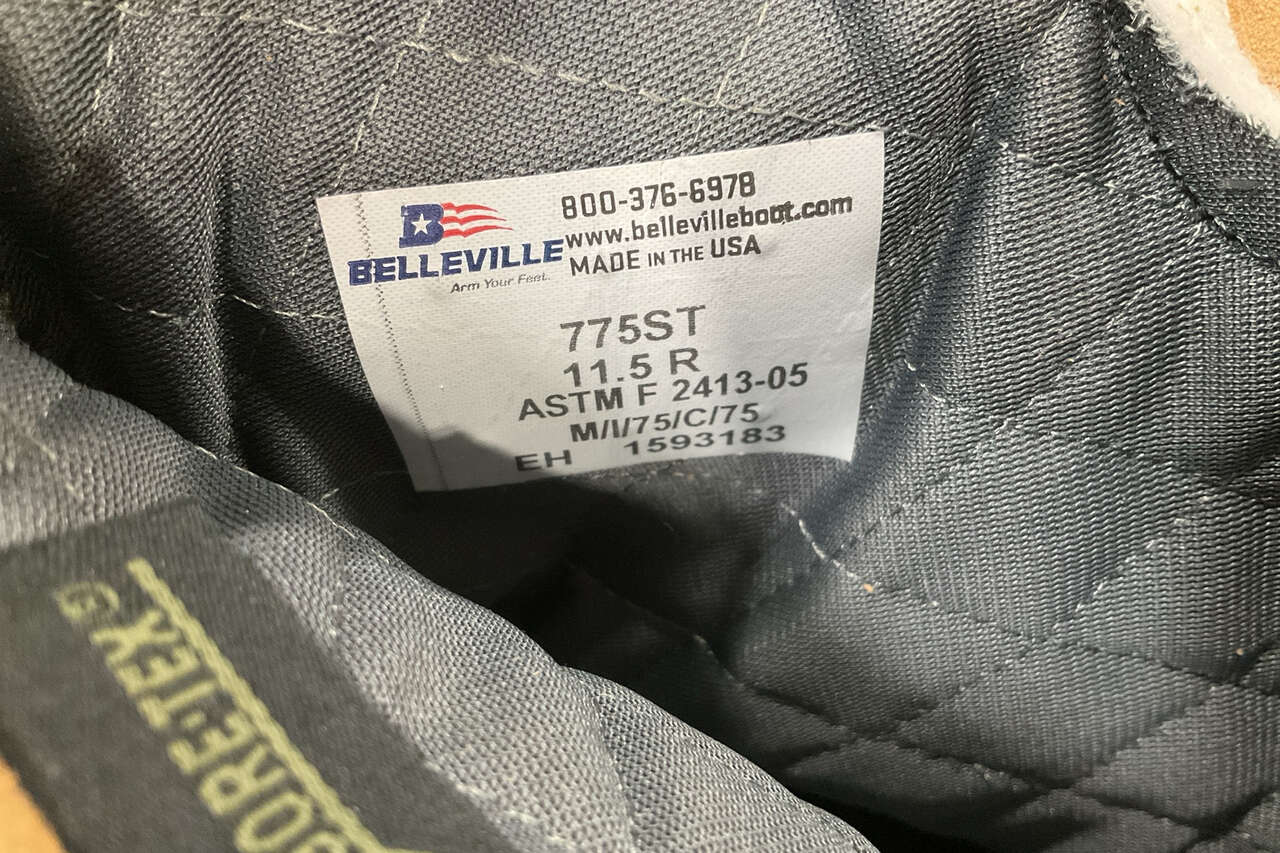 B
BELLEVILLE
Arm Your Feet.
800-376-6978
www.bellevilleboot.com
MADE IN THE USA
775ST
11.5 R
ASTM F 2413-05
M/I/75/C/75
EH 1593183
GORE-TEX